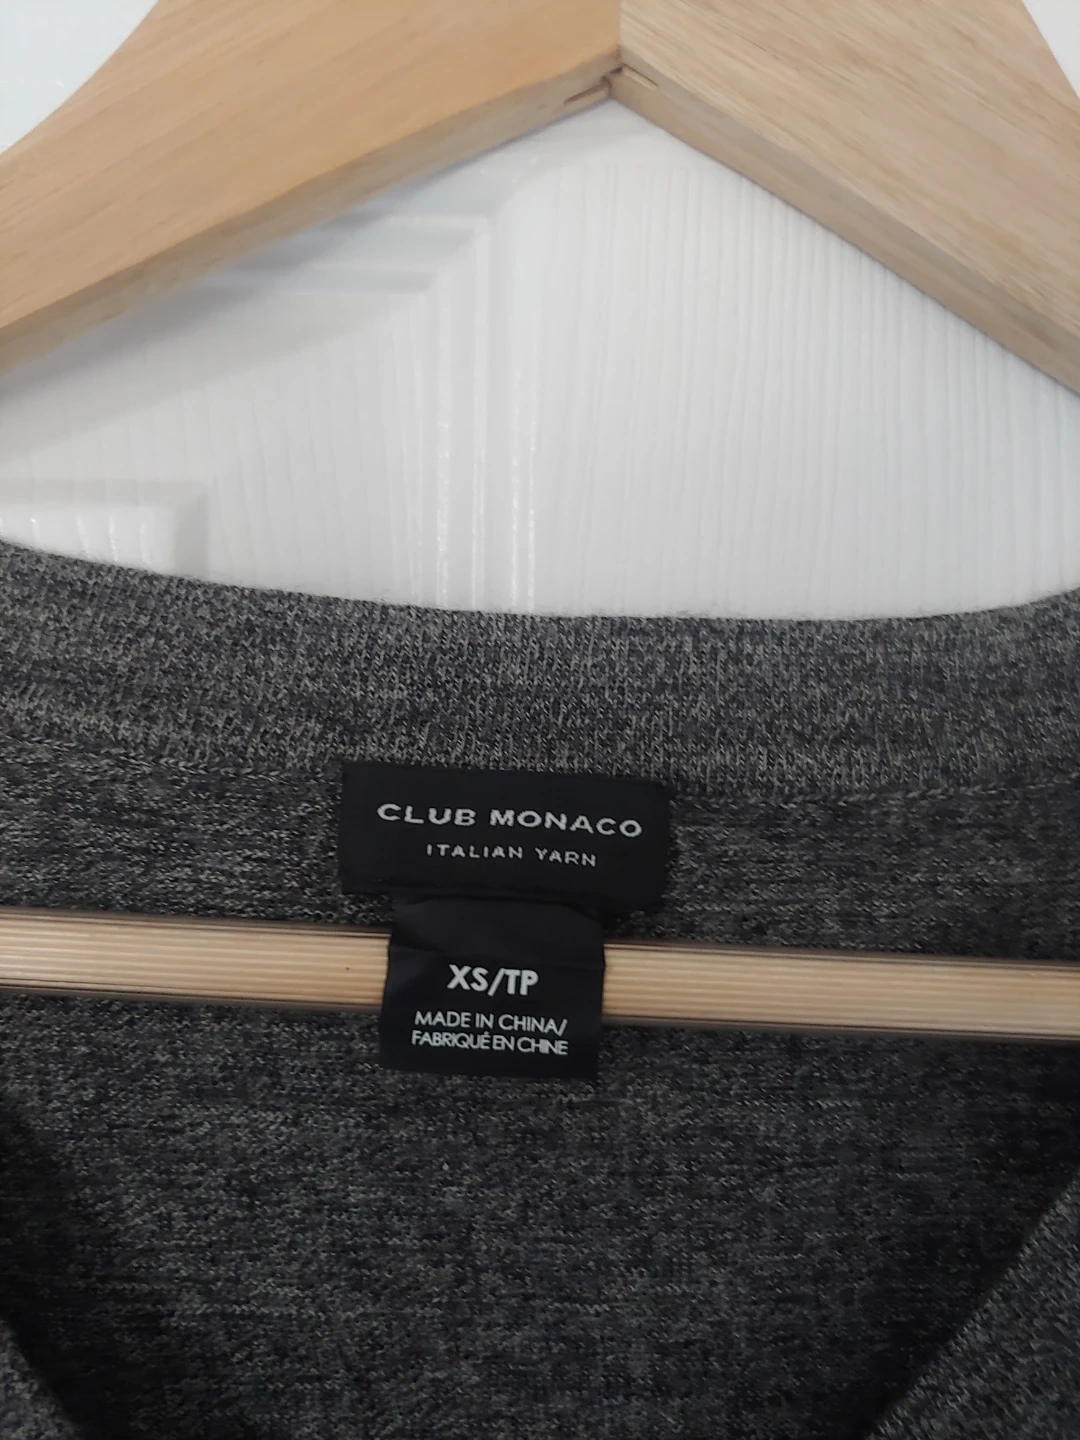 CLUB MONACO
ITALIAN YARN
XS/TP
MADE IN CHINA/
FABRIQUÉ EN CHINE